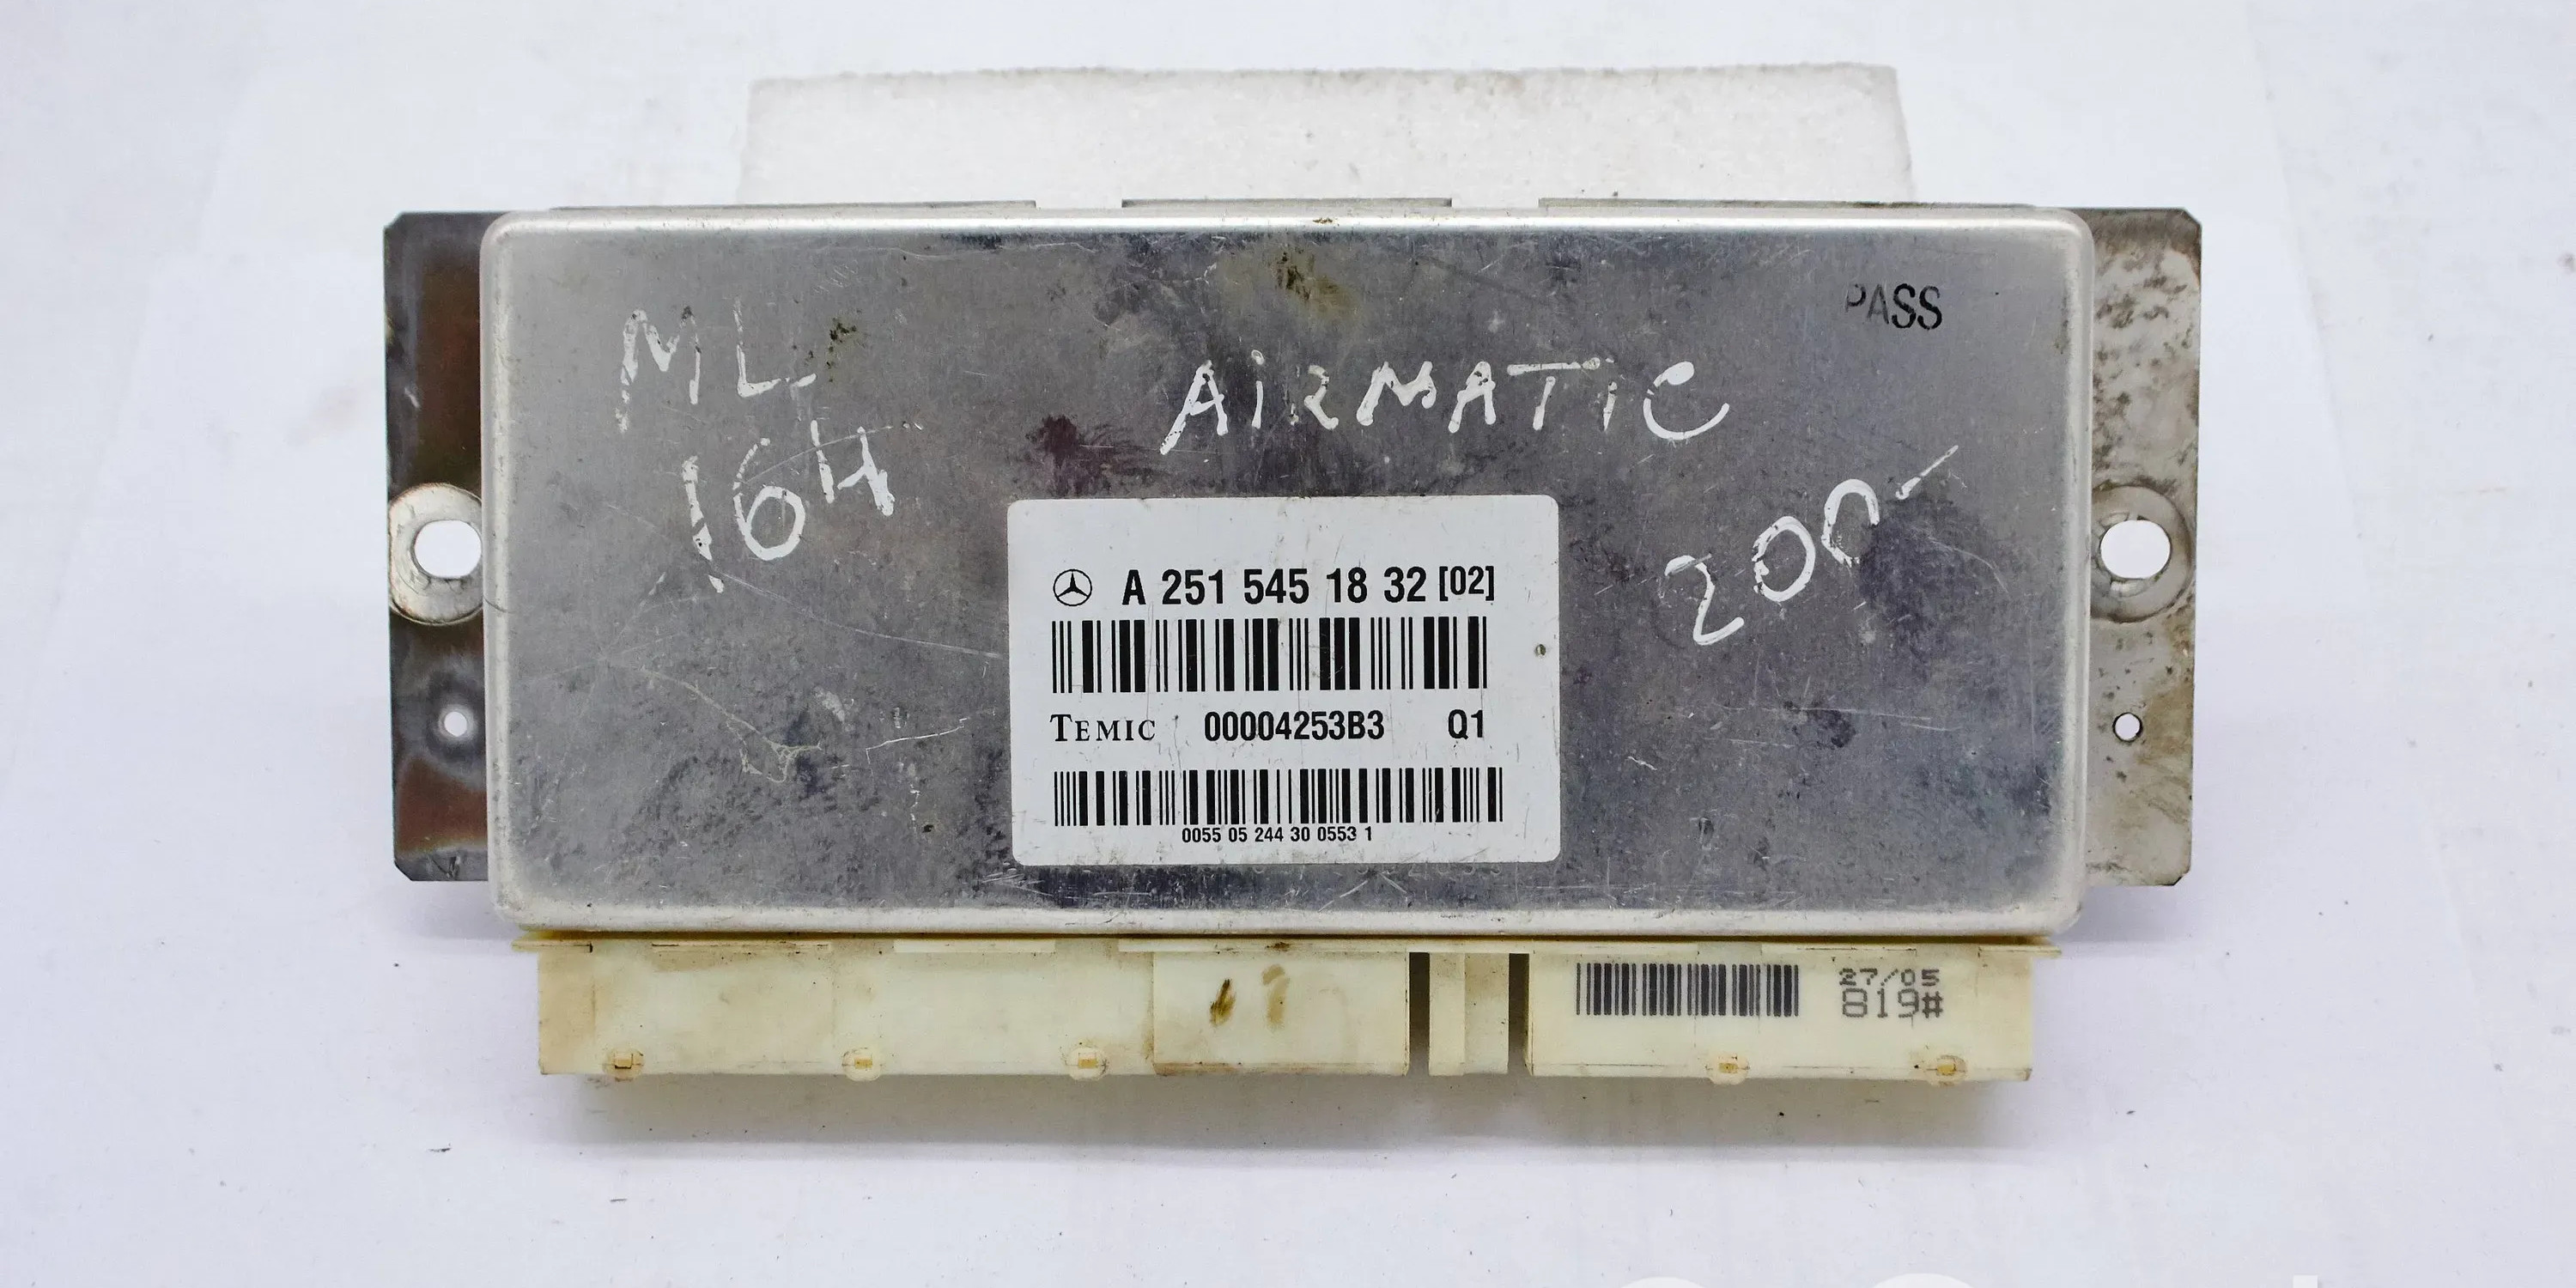 PASS
ML
164
AiRMATiC
200-
A 251 545 18 32 [02]
TEMIC 00004253B3 Q1
0055 05 244 30 0553 1
27/05
819#